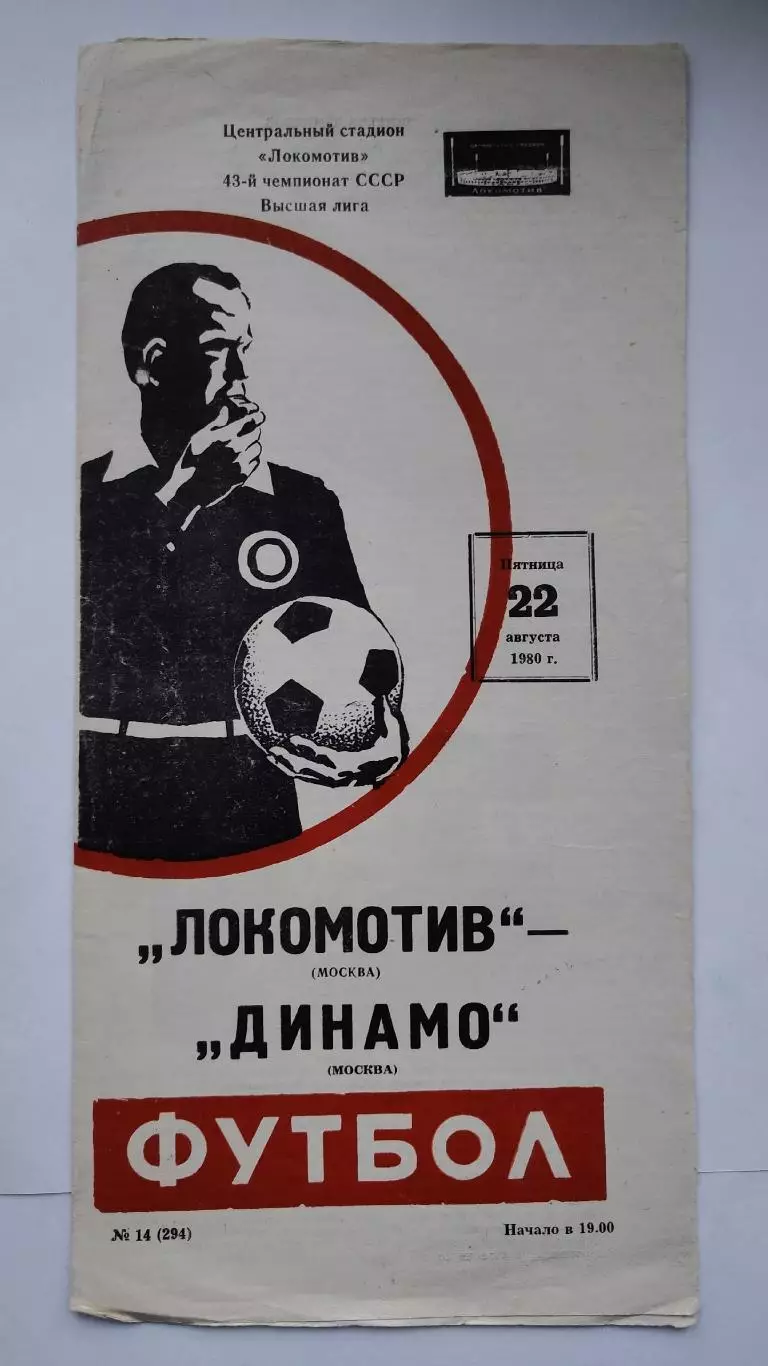 Центральный стадион
«Локомотив»
43-й чемпионат СССР
Высшая лига
ЛОКОМОТИВ
Пятница
22
августа
1980 г.
„ЛОКОМОТИВ“—
(МОСКВА)
„ДИНАМО“
(МОСКВА)
ФУТБОЛ
№ 14 (294)
Начало в 19.00